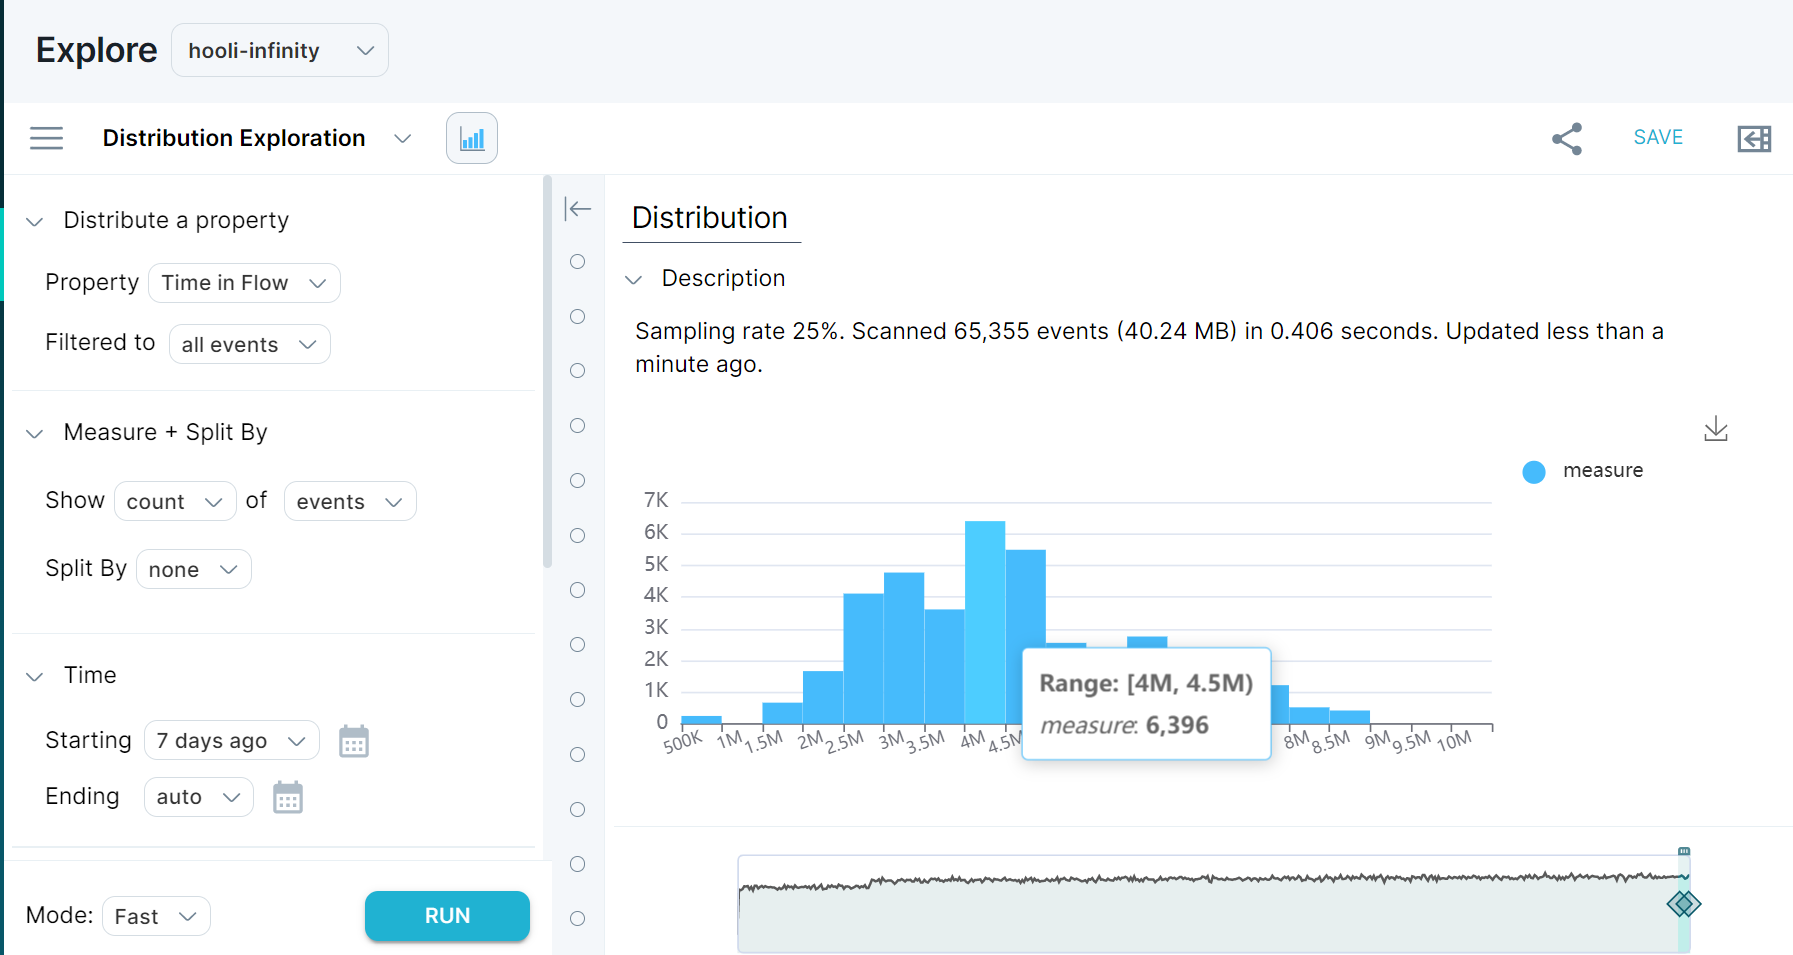 Explore
hooli-infinity
Distribution Exploration
SAVE
Distribute a property
Property Time in Flow
Filtered to all events
Measure + Split By
Show count of events
Split By none
Time
Starting 7 days ago
Ending auto
Mode: Fast
RUN
Distribution
Description
Sampling rate 25%. Scanned 65,355 events (40.24 MB) in 0.406 seconds. Updated less than a
minute ago.
measure
7K
6K
5K
4K
3K
2K
1K
0
500K 1M 1.5M 2M 2.5M 3M 3.5M 4M 4.5M 8M 8.5M 9M 9.5M 10M
Range: [4M, 4.5M)
measure: 6,396